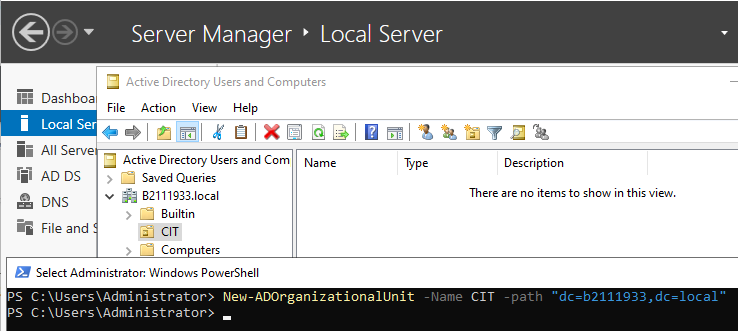 Server Manager ‣ Local Server
Active Directory Users and Computers
File Action View Help
Dashboa
Local Ser
All Server
AD DS
DNS
File and S
Active Directory Users and Com
Saved Queries
B2111933.local
Builtin
CIT
Computers
Name Type Description
There are no items to show in this view.
Select Administrator: Windows PowerShell
PS C:\Users\Administrator> New-ADOrganizationalUnit -Name CIT -path "dc=b2111933,dc=local"
PS C:\Users\Administrator>